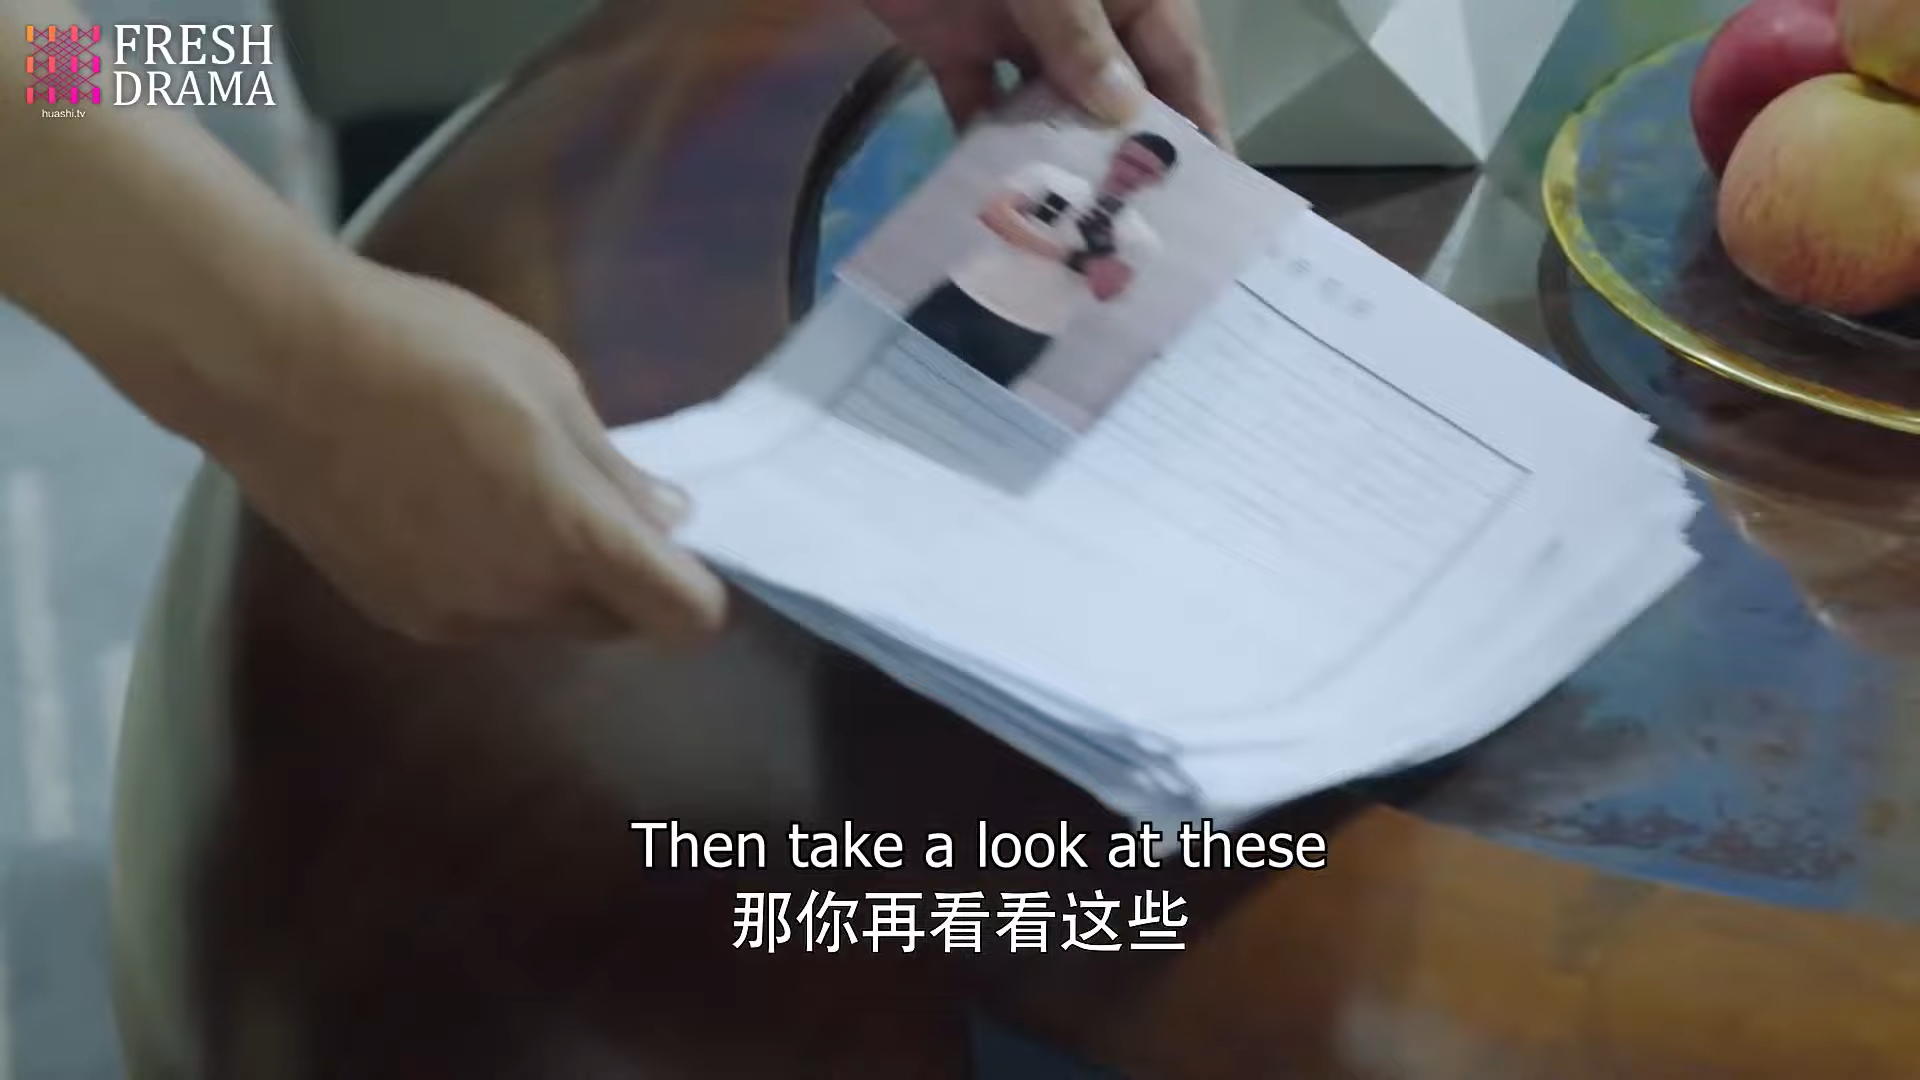 FRESH
DRAMA
huashi.tv
Then take a look at these
那你再看看这些